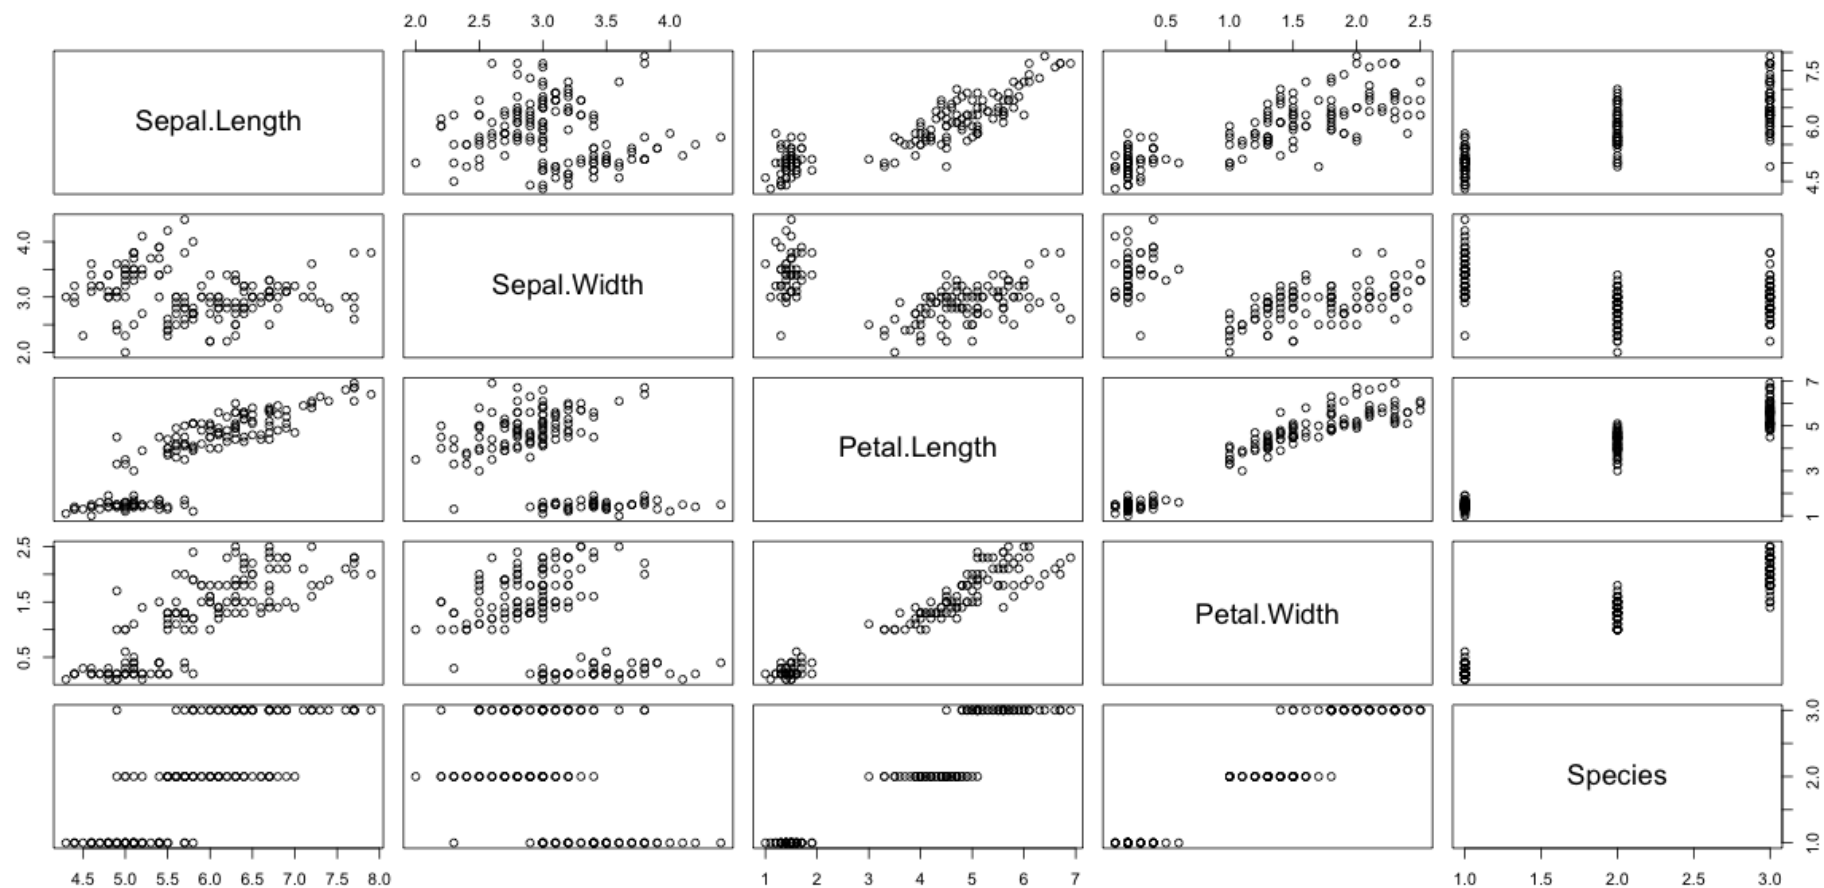 2.0 2.5 3.0 3.5 4.0
0.5 1.0 1.5 2.0 2.5
Sepal.Length
4.5 6.0 7.5
2.0 3.0 4.0
Sepal.Width
Petal.Length
1 3 5 7
0.5 1.5 2.5
Petal.Width
Species
1.0 2.0 3.0
4.5 5.0 5.5 6.0 6.5 7.0 7.5 8.0
1 2 3 4 5 6 7
1.0 1.5 2.0 2.5 3.0